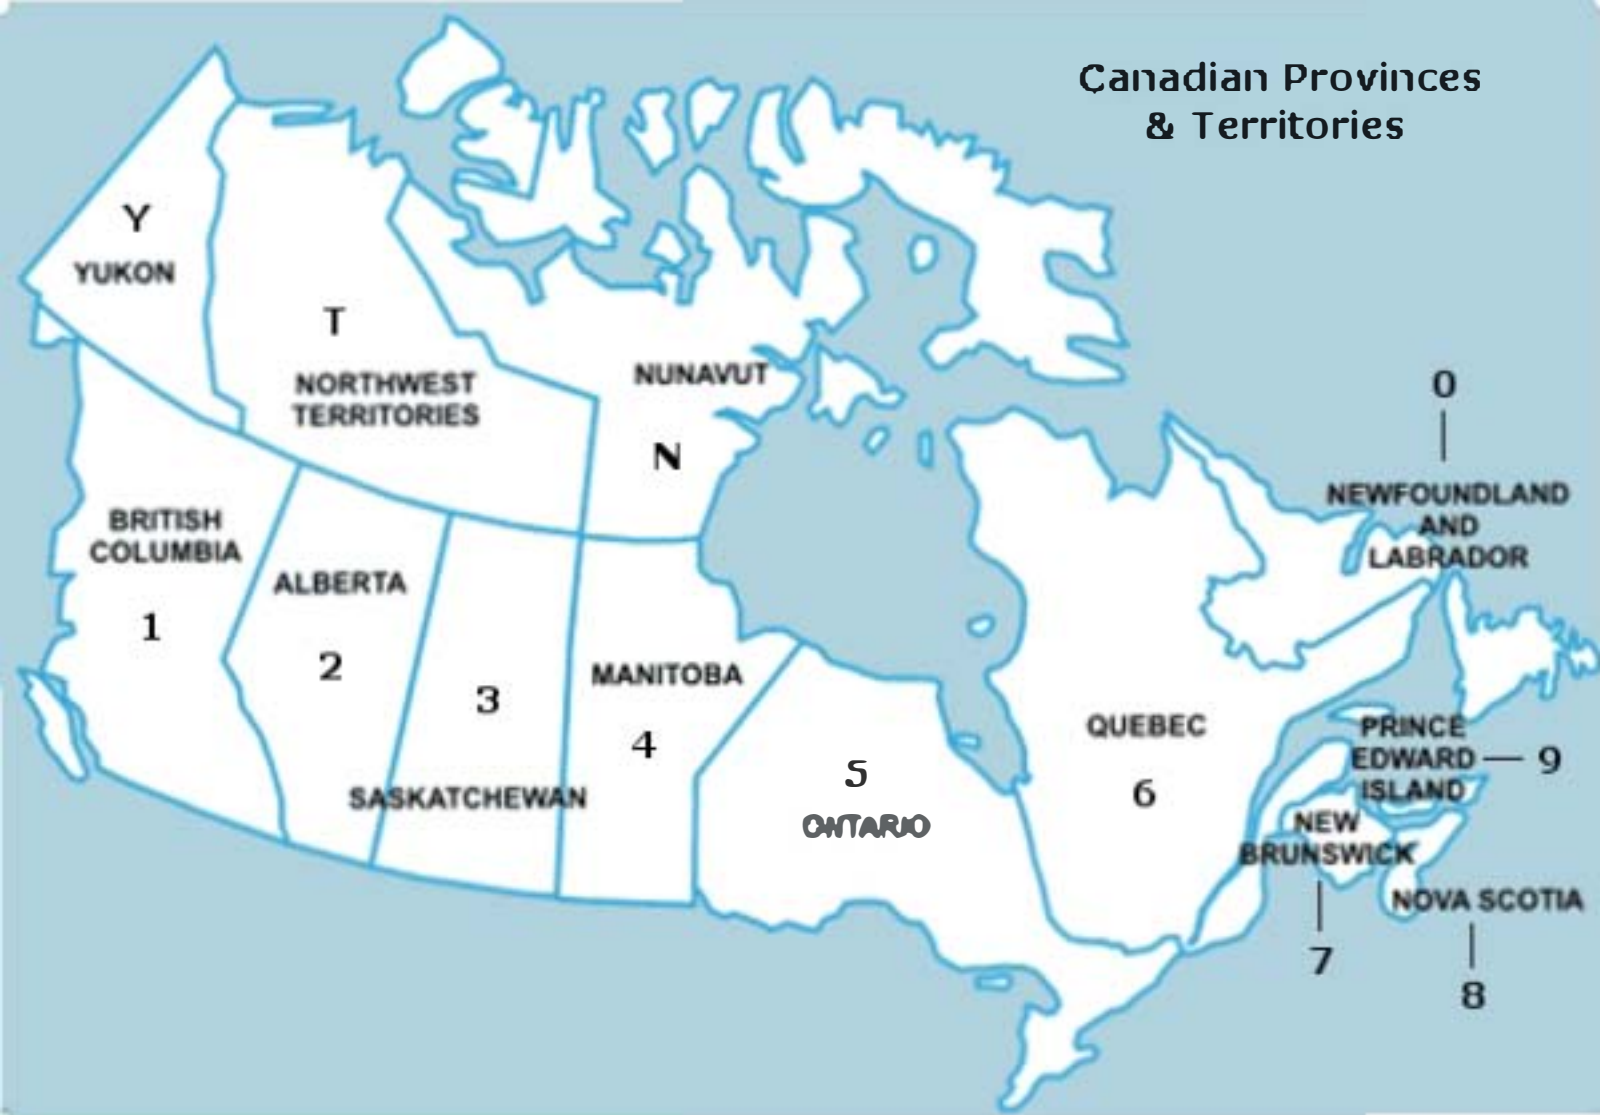 Canadian Provinces
& Territories
Y
YUKON
T
NORTHWEST
TERRITORIES
NUNAVUT
N
0
NEWFOUNDLAND
AND
LABRADOR
BRITISH
COLUMBIA
1
ALBERTA
2
3
SASKATCHEWAN
MANITOBA
4
S
ONTARIO
QUEBEC
6
PRINCE
EDWARD — 9
ISLAND
NEW
BRUNSWICK
7
NOVA SCOTIA
8